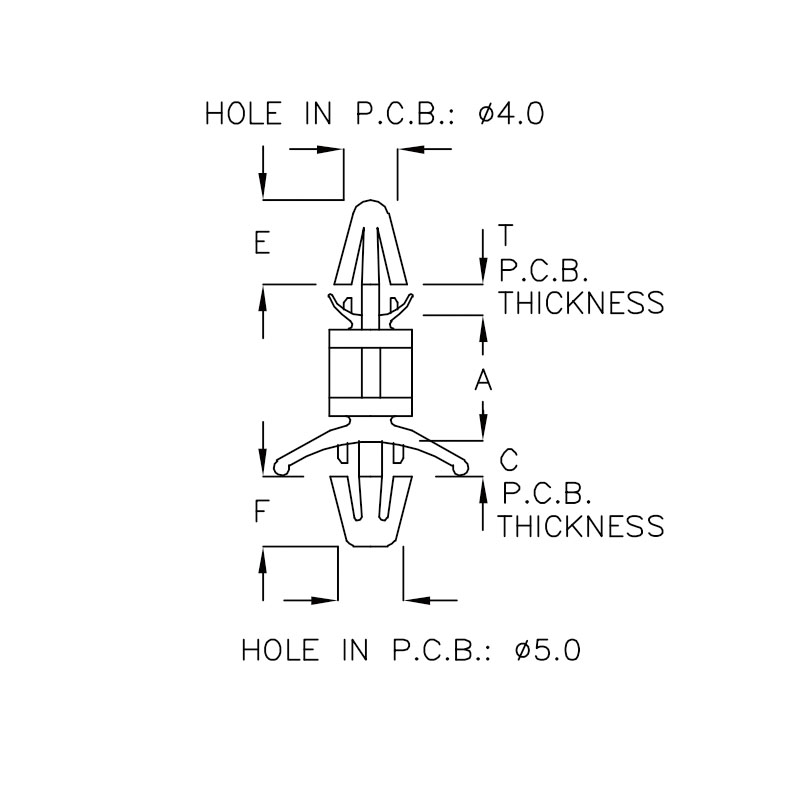 HOLE IN P.C.B.: ø4.0
E
T
P.C.B.
THICKNESS
A
C
P.C.B.
THICKNESS
F
HOLE IN P.C.B.: ø5.0